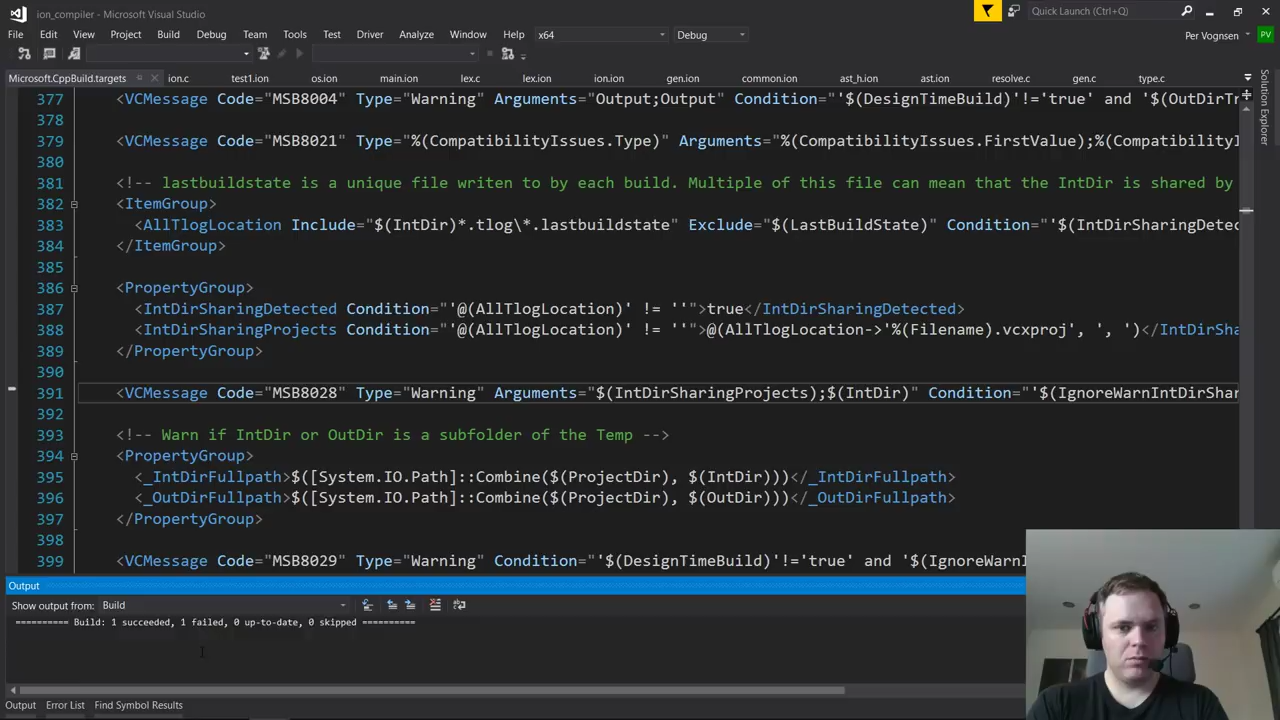 ion_compiler - Microsoft Visual Studio
Quick Launch (Ctrl+Q)
File Edit View Project Build Debug Team Tools Test Driver Analyze Window Help x64 Debug
Per Vognsen PV
Microsoft.CppBuild.targets ion.c test1.ion os.ion main.ion lex.c lex.ion ion.ion gen.ion common.ion ast_h.ion ast.ion resolve.c gen.c type.c
Solution Explorer
377 <VCMessage Code="MSB8004" Type="Warning" Arguments="Output;Output" Condition="'$(DesignTimeBuild)'!='true' and '$(OutDirTr
378
379 <VCMessage Code="MSB8021" Type="%(CompatibilityIssues.Type)" Arguments="%(CompatibilityIssues.FirstValue);%(CompatibilityI
380
381 <!-- lastbuildstate is a unique file writen to by each build. Multiple of this file can mean that the IntDir is shared by
382 <ItemGroup>
383 <AllTlogLocation Include="$(IntDir)*.tlog\*.lastbuildstate" Exclude="$(LastBuildState)" Condition="'$(IntDirSharingDetec
384 </ItemGroup>
385
386 <PropertyGroup>
387 <IntDirSharingDetected Condition="'@(AllTlogLocation)' != ''">true</IntDirSharingDetected>
388 <IntDirSharingProjects Condition="'@(AllTlogLocation)' != ''">@(AllTlogLocation->'%(Filename).vcxproj', ', ')</IntDirSha
389 </PropertyGroup>
390
391 <VCMessage Code="MSB8028" Type="Warning" Arguments="$(IntDirSharingProjects);$(IntDir)" Condition="'$(IgnoreWarnIntDirShar
392
393 <!-- Warn if IntDir or OutDir is a subfolder of the Temp -->
394 <PropertyGroup>
395 <_IntDirFullpath>$([System.IO.Path]::Combine($(ProjectDir), $(IntDir)))</_IntDirFullpath>
396 <_OutDirFullpath>$([System.IO.Path]::Combine($(ProjectDir), $(OutDir)))</_OutDirFullpath>
397 </PropertyGroup>
398
399 <VCMessage Code="MSB8029" Type="Warning" Condition="'$(DesignTimeBuild)'!='true' and '$(IgnoreWarnI
Output
Show output from: Build
========== Build: 1 succeeded, 1 failed, 0 up-to-date, 0 skipped ==========
Output Error List Find Symbol Results